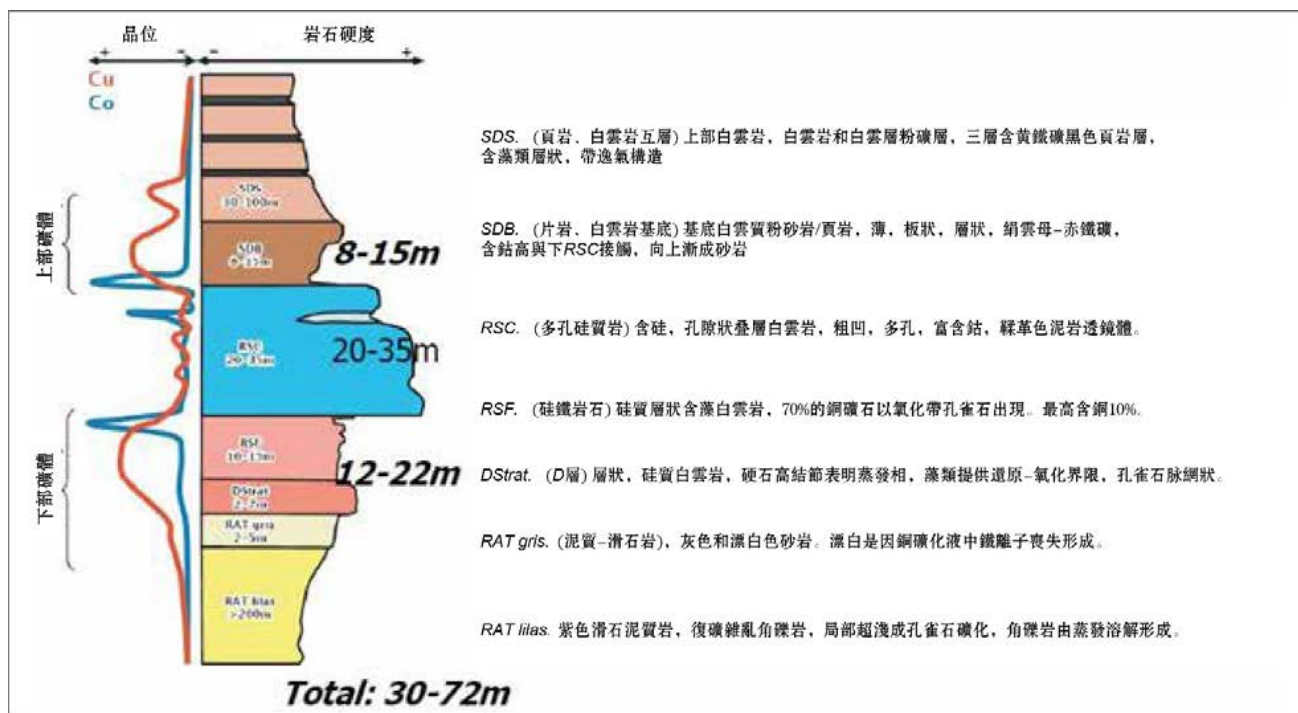 品位
岩石硬度
+ - - +
Cu
Co
SDS
30-100m
SDB
8-15m
8-15m
RSC
20-35m
20-35m
RSF
10-15m
12-22m
DStrat
2-7m
RAT gris
2-5m
RAT lilas
>200m
Total: 30-72m
上部礦體
下部礦體
SDS. (頁岩、白雲岩互層) 上部白雲岩，白雲岩和白雲層粉礦層，三層含黄鐵礦黑色頁岩層，
含藻類層狀，帶逸氣構造
SDB. (片岩、白雲岩基底) 基底白雲質粉砂岩/頁岩，薄，板狀，層狀，絹雲母–赤鐵礦，
含鈷高與下RSC接觸，向上漸成砂岩
RSC. (多孔硅質岩) 含硅，孔隙狀叠層白雲岩，粗凹，多孔，富含鈷，鞣革色泥岩透鏡體。
RSF. (硅鐵岩石) 硅質層狀含藻白雲岩，70%的銅礦石以氧化帶孔雀石出現。最高含銅10%.
DStrat. (D層) 層狀，硅質白雲岩，硬石高結節表明蒸發相，藻類提供還原–氧化界限，孔雀石脉網狀。
RAT gris. (泥質–滑石岩)，灰色和漂白色砂岩。漂白是因銅礦化液中鐵離子喪失形成。
RAT lilas. 紫色滑石泥質岩，復礦雜亂角礫岩，局部超淺成孔雀石礦化，角礫岩由蒸發溶解形成。